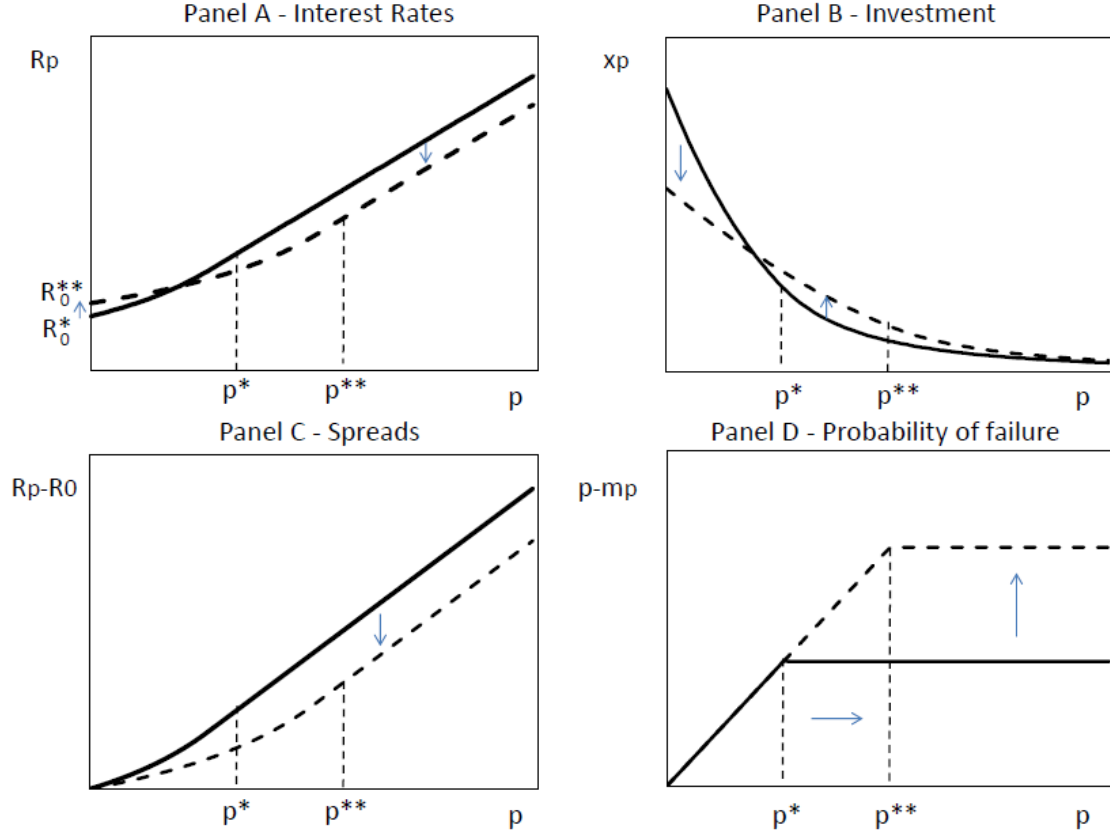 Panel A - Interest Rates
Rp
R₀**
R₀*
p*
p**
p
Panel B - Investment
xp
p*
p**
p
Panel C - Spreads
Rp-R0
p*
p**
p
Panel D - Probability of failure
p-mp
p*
p**
p